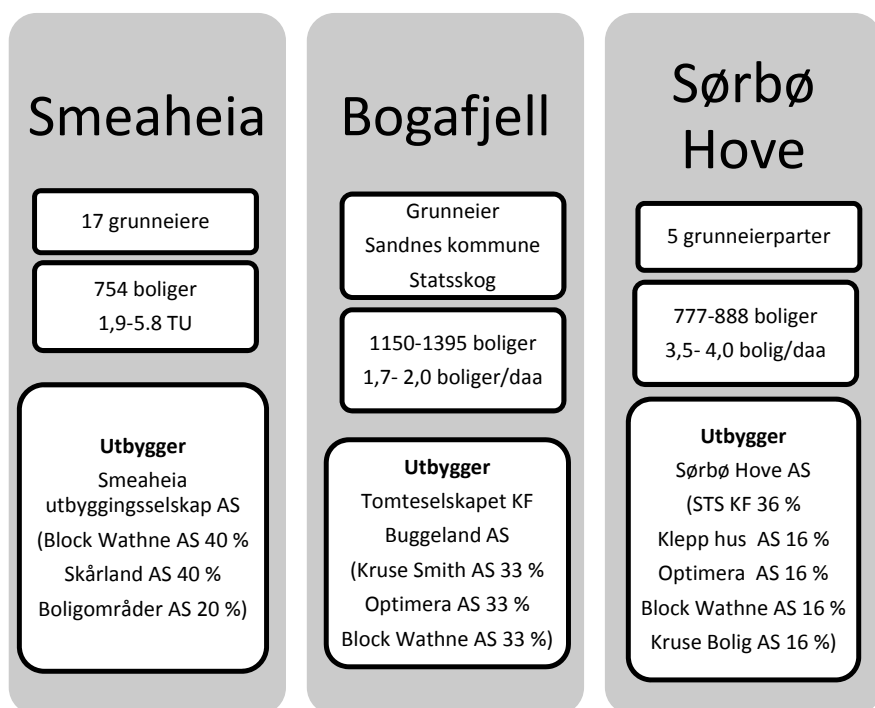 Smeaheia
17 grunneiere
754 boliger
1,9-5.8 TU
Utbygger
Smeaheia
utbyggingsselskap AS
(Block Wathne AS 40 %
Skårland AS 40 %
Boligområder AS 20 %)
Bogafjell
Grunneier
Sandnes kommune
Statsskog
1150-1395 boliger
1,7- 2,0 boliger/daa
Utbygger
Tomteselskapet KF
Buggeland AS
(Kruse Smith AS 33 %
Optimera AS 33 %
Block Wathne AS 33 %)
Sørbø
Hove
5 grunneierparter
777-888 boliger
3,5- 4,0 bolig/daa
Utbygger
Sørbø Hove AS
(STS KF 36 %
Klepp hus AS 16 %
Optimera AS 16 %
Block Wathne AS 16 %
Kruse Bolig AS 16 %)